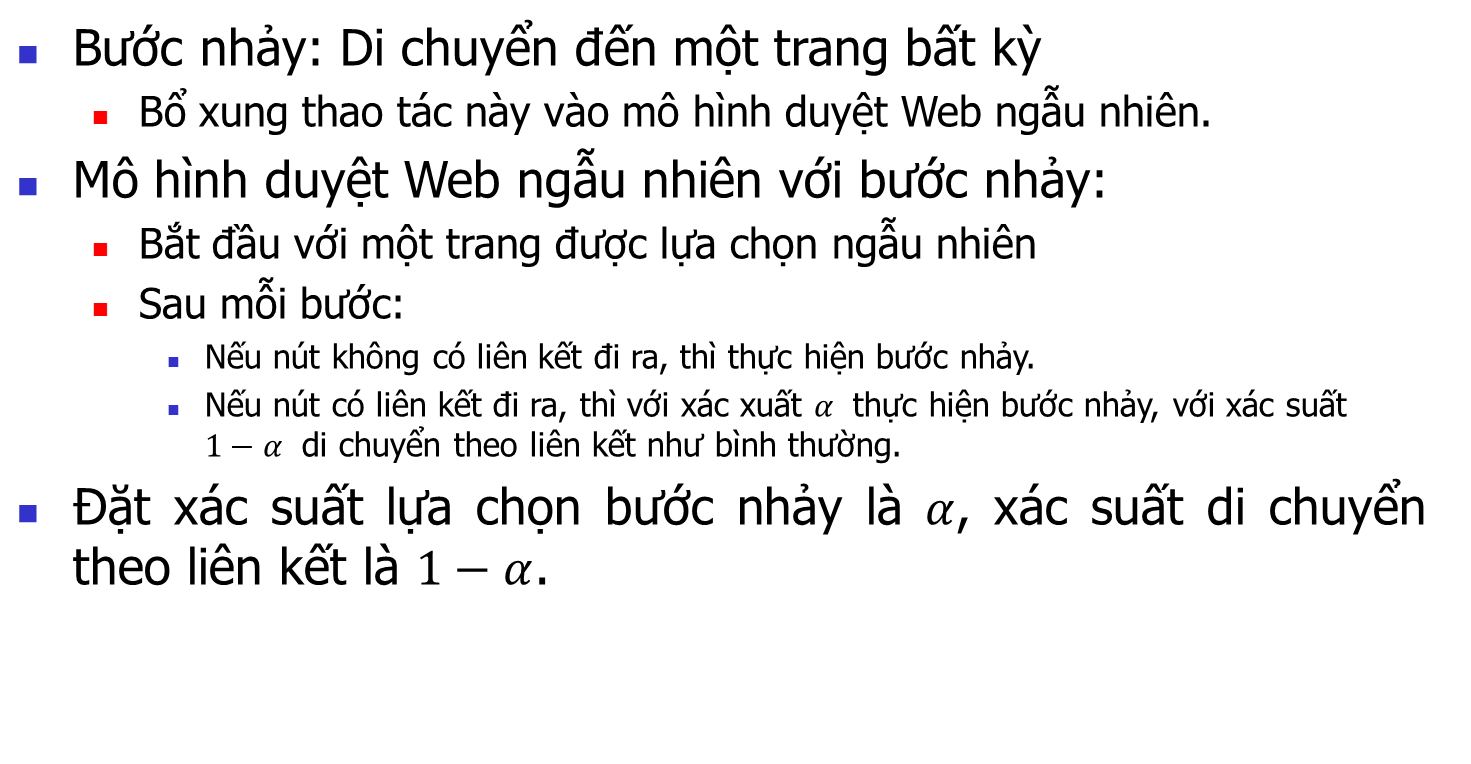 Bước nhảy: Di chuyển đến một trang bất kỳ
Bổ xung thao tác này vào mô hình duyệt Web ngẫu nhiên.
Mô hình duyệt Web ngẫu nhiên với bước nhảy:
Bắt đầu với một trang được lựa chọn ngẫu nhiên
Sau mỗi bước:
Nếu nút không có liên kết đi ra, thì thực hiện bước nhảy.
Nếu nút có liên kết đi ra, thì với xác xuất α thực hiện bước nhảy, với xác suất
1 − α di chuyển theo liên kết như bình thường.
Đặt xác suất lựa chọn bước nhảy là α, xác suất di chuyển
theo liên kết là 1 − α.